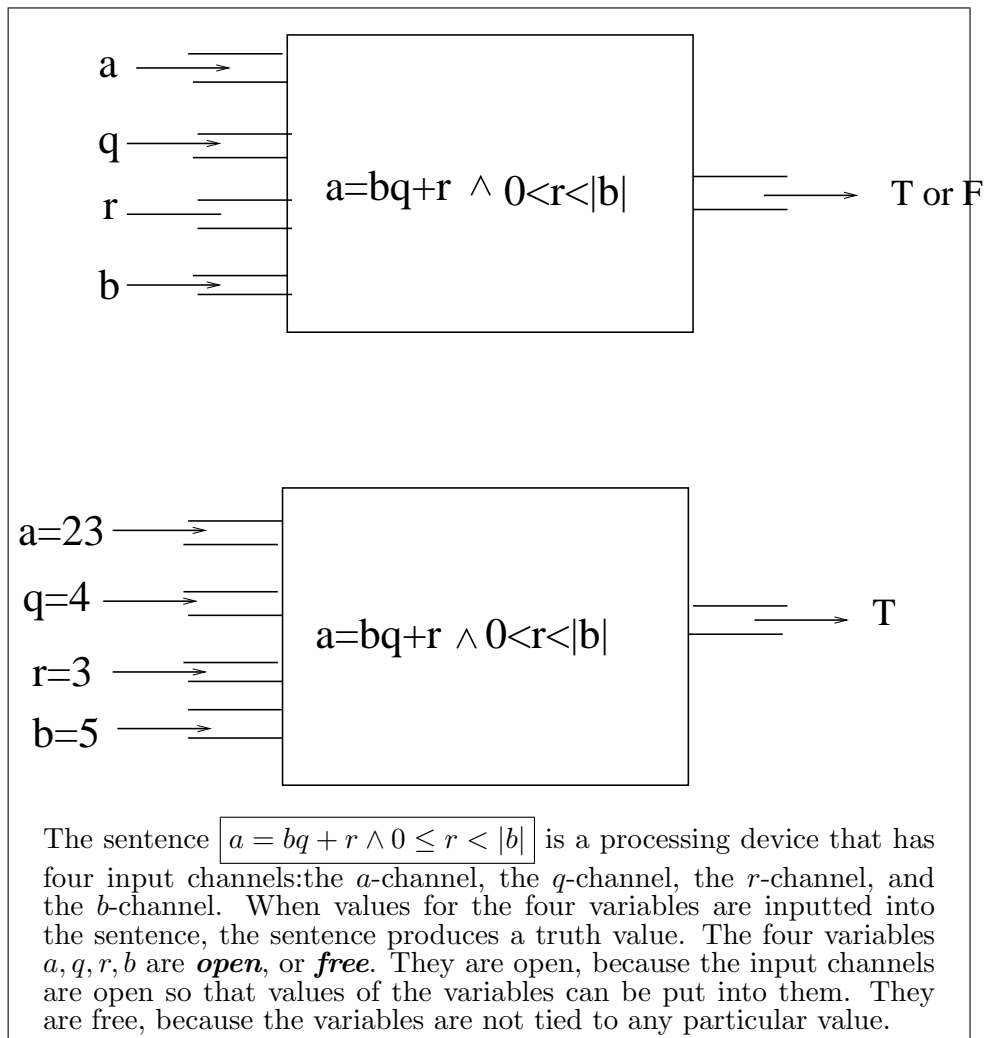 a
q
r
b
a=bq+r ∧ 0<r<|b|
T or F
a=23
q=4
r=3
b=5
a=bq+r ∧ 0<r<|b|
T
The sentence a = bq + r ∧ 0 ≤ r < |b| is a processing device that has
four input channels:the a-channel, the q-channel, the r-channel, and
the b-channel. When values for the four variables are inputted into
the sentence, the sentence produces a truth value. The four variables
a, q, r, b are open, or free. They are open, because the input channels
are open so that values of the variables can be put into them. They
are free, because the variables are not tied to any particular value.